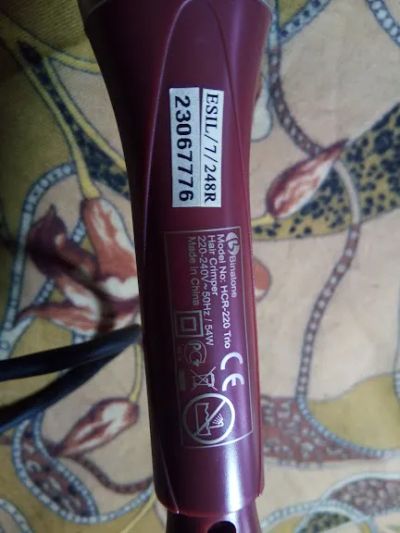 ESIL/7/248R
23067776
Binatone
Model No: HCR-220 Trio
Hair Crimper
220-240V~ 50Hz / 54W
Made in China
CE